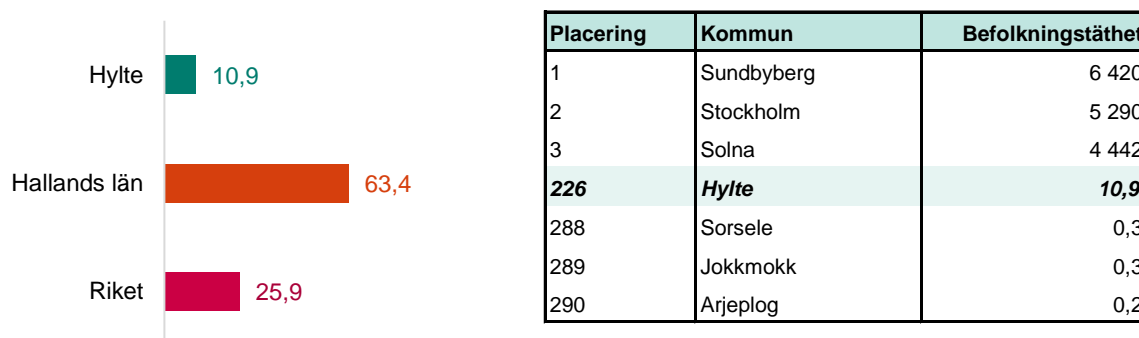 Hylte 10,9
Hallands län 63,4
Riket 25,9
Placering Kommun Befolkningstäthet
1 Sundbyberg 6 420
2 Stockholm 5 290
3 Solna 4 442
226 Hylte 10,9
288 Sorsele 0,3
289 Jokkmokk 0,3
290 Arjeplog 0,2